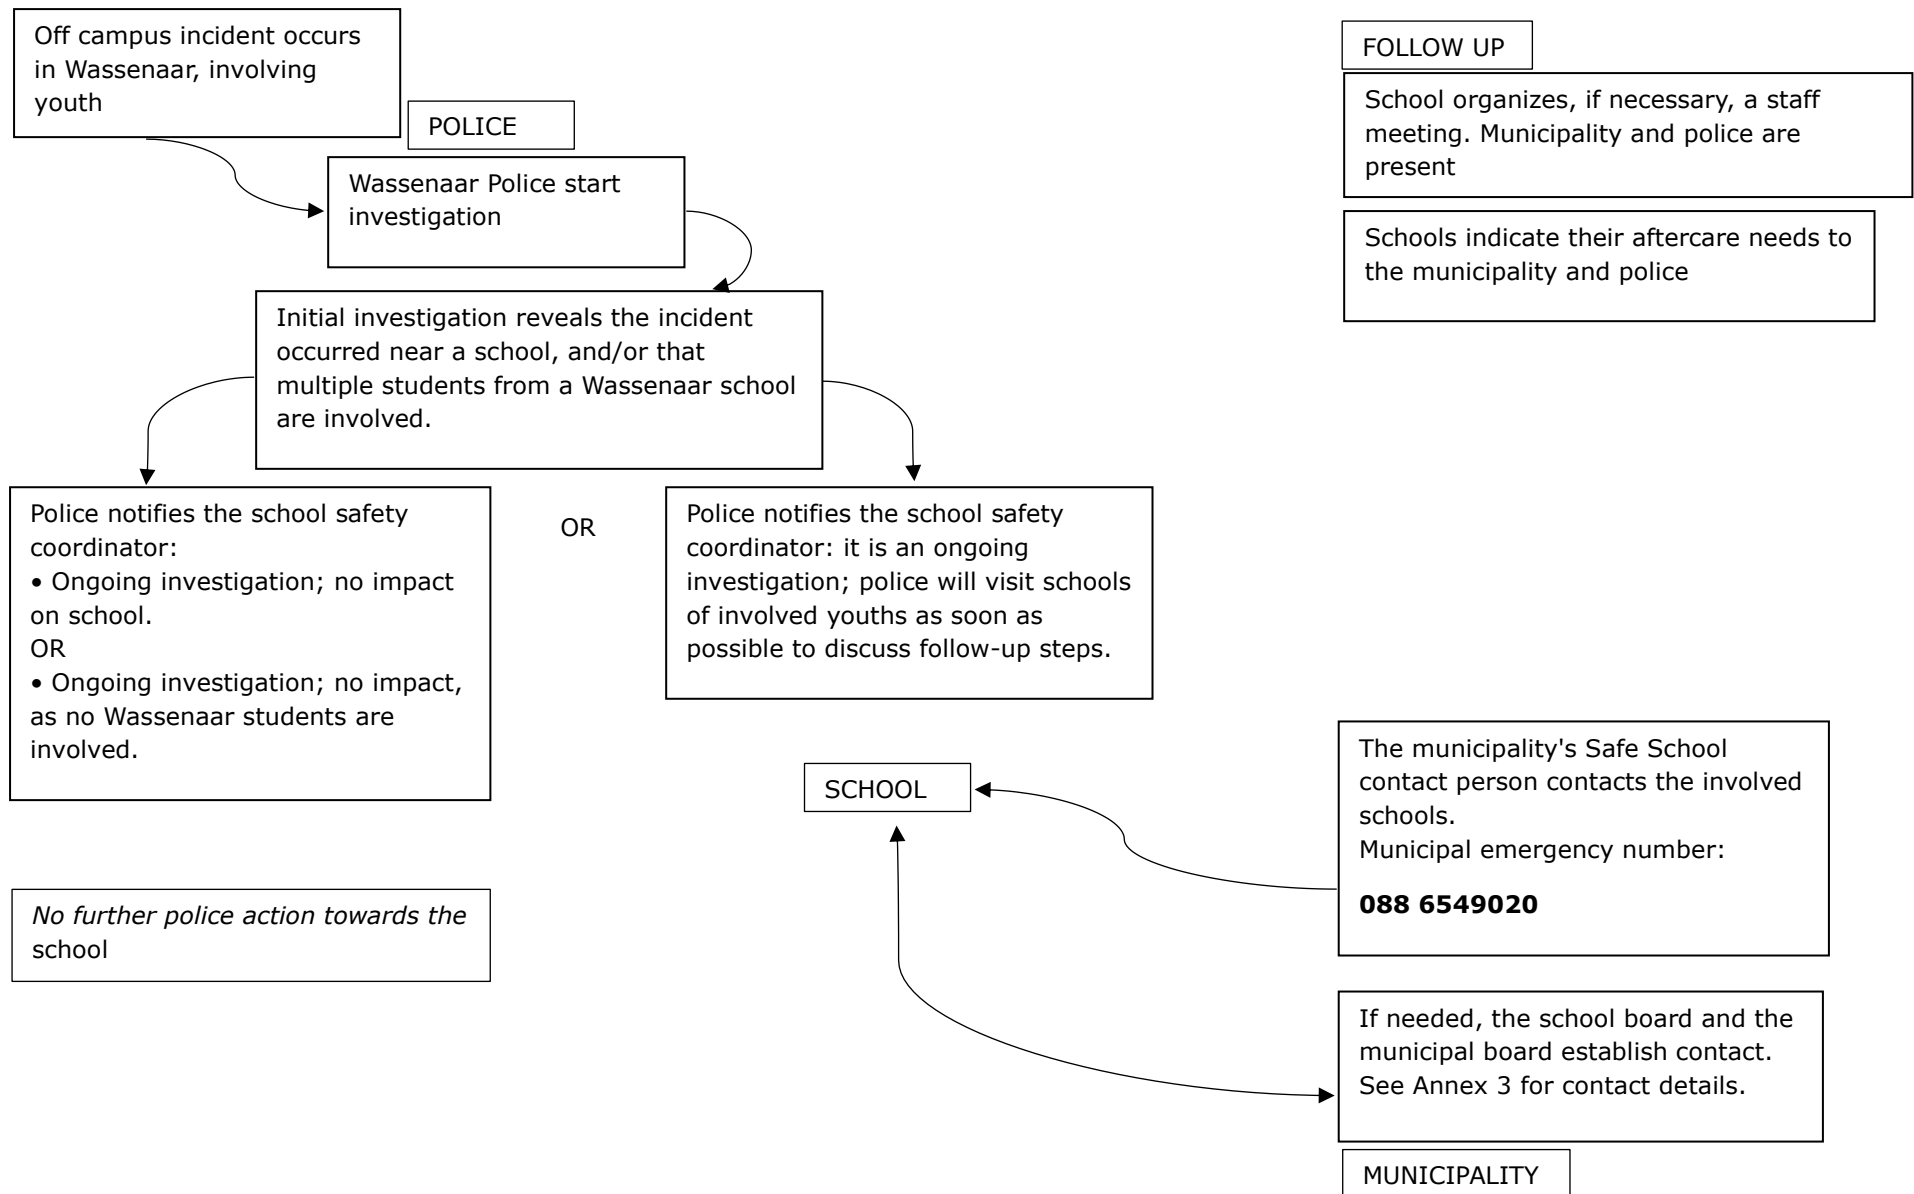 Off campus incident occurs
in Wassenaar, involving
youth
POLICE
Wassenaar Police start
investigation
Initial investigation reveals the incident
occurred near a school, and/or that
multiple students from a Wassenaar school
are involved.
Police notifies the school safety
coordinator:
• Ongoing investigation; no impact
on school.
OR
• Ongoing investigation; no impact,
as no Wassenaar students are
involved.
OR
Police notifies the school safety
coordinator: it is an ongoing
investigation; police will visit schools
of involved youths as soon as
possible to discuss follow-up steps.
No further police action towards the
school
SCHOOL
The municipality's Safe School
contact person contacts the involved
schools.
Municipal emergency number:
088 6549020
If needed, the school board and the
municipal board establish contact.
See Annex 3 for contact details.
MUNICIPALITY
FOLLOW UP
School organizes, if necessary, a staff
meeting. Municipality and police are
present
Schools indicate their aftercare needs to
the municipality and police